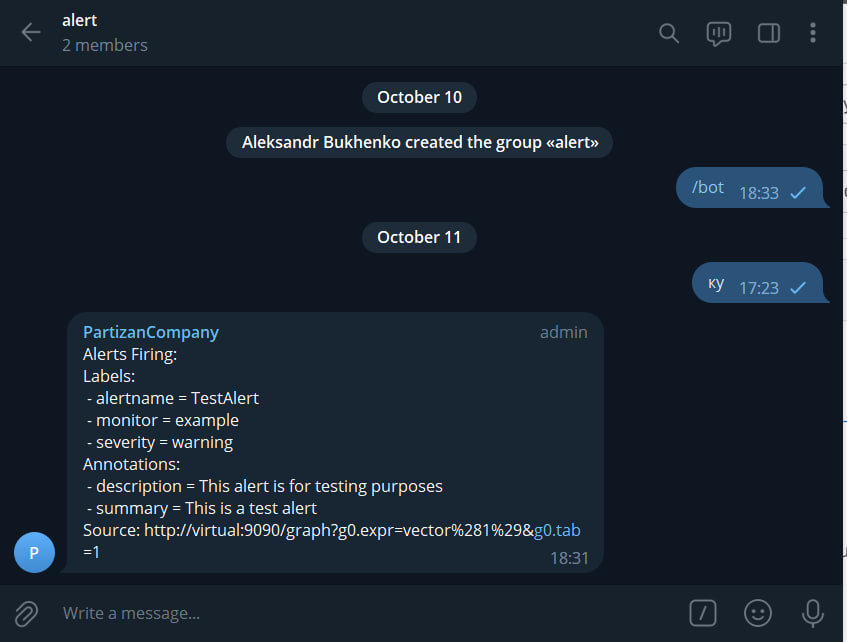 alert
2 members
October 10
Aleksandr Bukhenko created the group «alert»
/bot 18:33
October 11
ку 17:23
PartizanCompany admin
Alerts Firing:
Labels:
- alertname = TestAlert
- monitor = example
- severity = warning
Annotations:
- description = This alert is for testing purposes
- summary = This is a test alert
Source: http://virtual:9090/graph?g0.expr=vector%281%29&g0.tab
=1
18:31
P
Write a message...